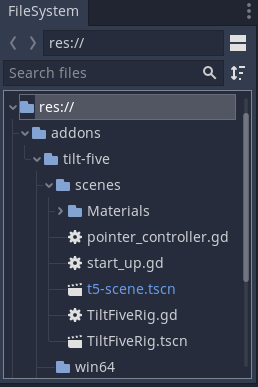 FileSystem
res://
Search files
res://
addons
tilt-five
scenes
Materials
pointer_controller.gd
start_up.gd
t5-scene.tscn
TiltFiveRig.gd
TiltFiveRig.tscn
win64